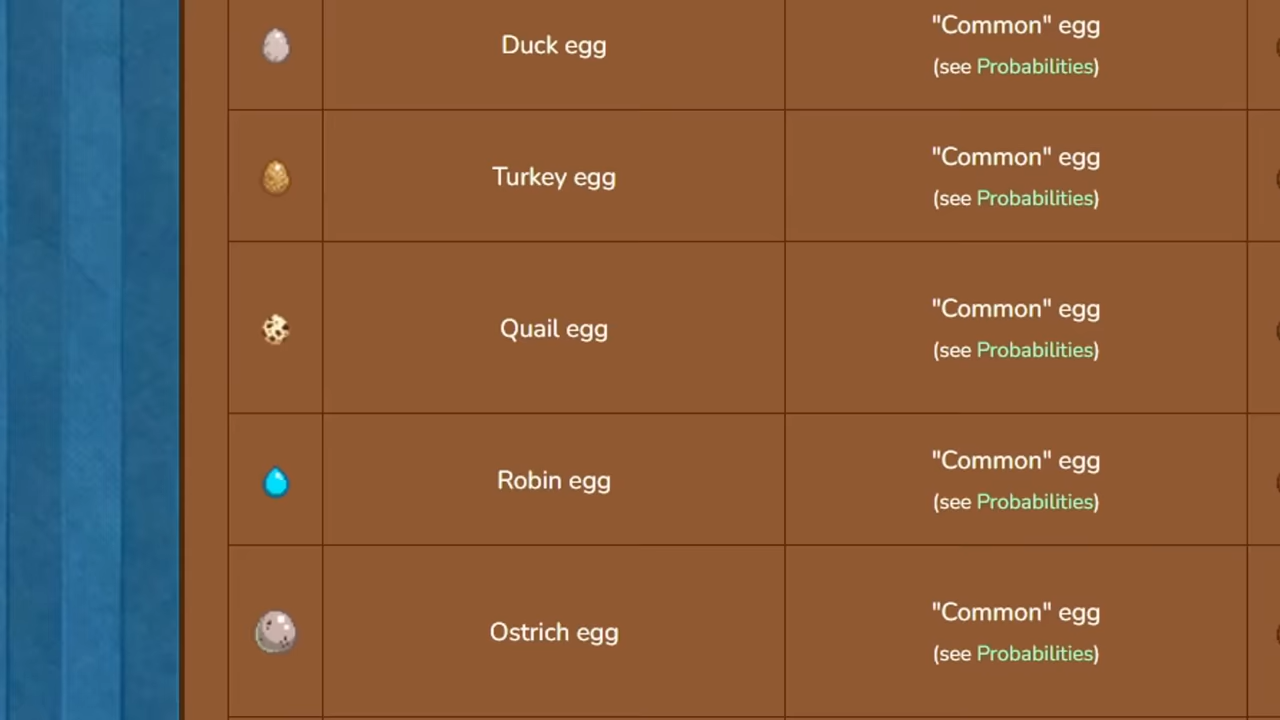 Duck egg
"Common" egg
(see Probabilities)
Turkey egg
"Common" egg
(see Probabilities)
Quail egg
"Common" egg
(see Probabilities)
Robin egg
"Common" egg
(see Probabilities)
Ostrich egg
"Common" egg
(see Probabilities)